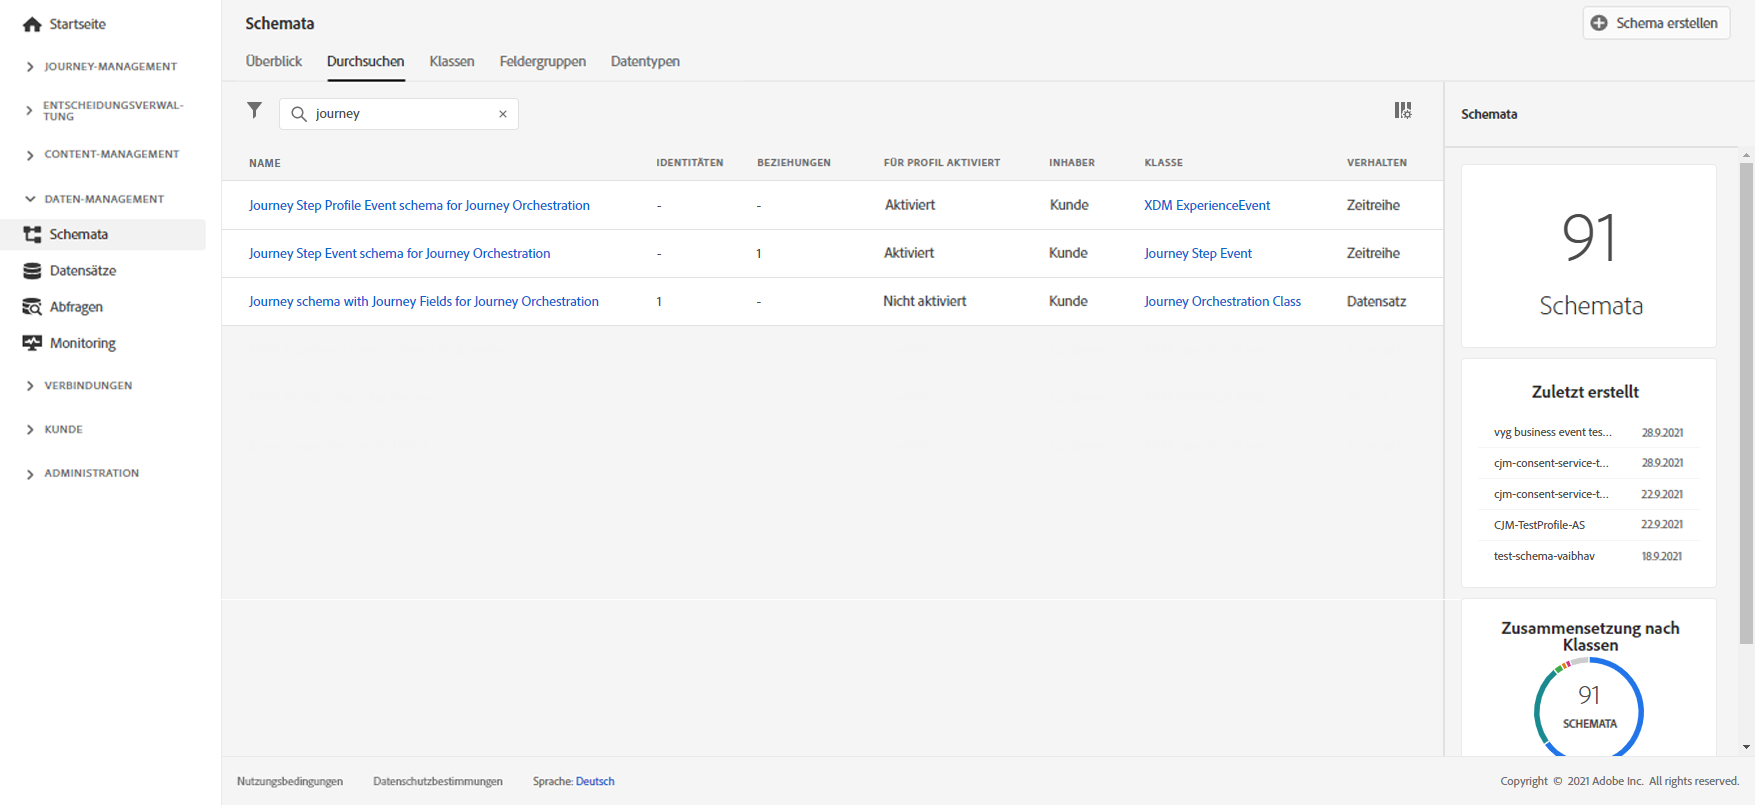 Startseite
JOURNEY-MANAGEMENT
ENTSCHEIDUNGSVERWAL-
TUNG
CONTENT-MANAGEMENT
DATEN-MANAGEMENT
Schemata
Datensätze
Abfragen
Monitoring
VERBINDUNGEN
KUNDE
ADMINISTRATION
Schemata
Schema erstellen
Überblick Durchsuchen Klassen Feldergruppen Datentypen
journey
NAME IDENTITÄTEN BEZIEHUNGEN FÜR PROFIL AKTIVIERT INHABER KLASSE VERHALTEN
Journey Step Profile Event schema for Journey Orchestration - - Aktiviert Kunde XDM ExperienceEvent Zeitreihe
Journey Step Event schema for Journey Orchestration - 1 Aktiviert Kunde Journey Step Event Zeitreihe
Journey schema with Journey Fields for Journey Orchestration 1 - Nicht aktiviert Kunde Journey Orchestration Class Datensatz
Schemata
91
Schemata
Zuletzt erstellt
vyg business event tes... 28.9.2021
cjm-consent-service-t... 28.9.2021
cjm-consent-service-t... 22.9.2021
CJM-TestProfile-AS 22.9.2021
test-schema-vaibhav 18.9.2021
Zusammensetzung nach
Klassen
91
SCHEMATA
Nutzungsbedingungen Datenschutzbestimmungen Sprache: Deutsch
Copyright © 2021 Adobe Inc. All rights reserved.